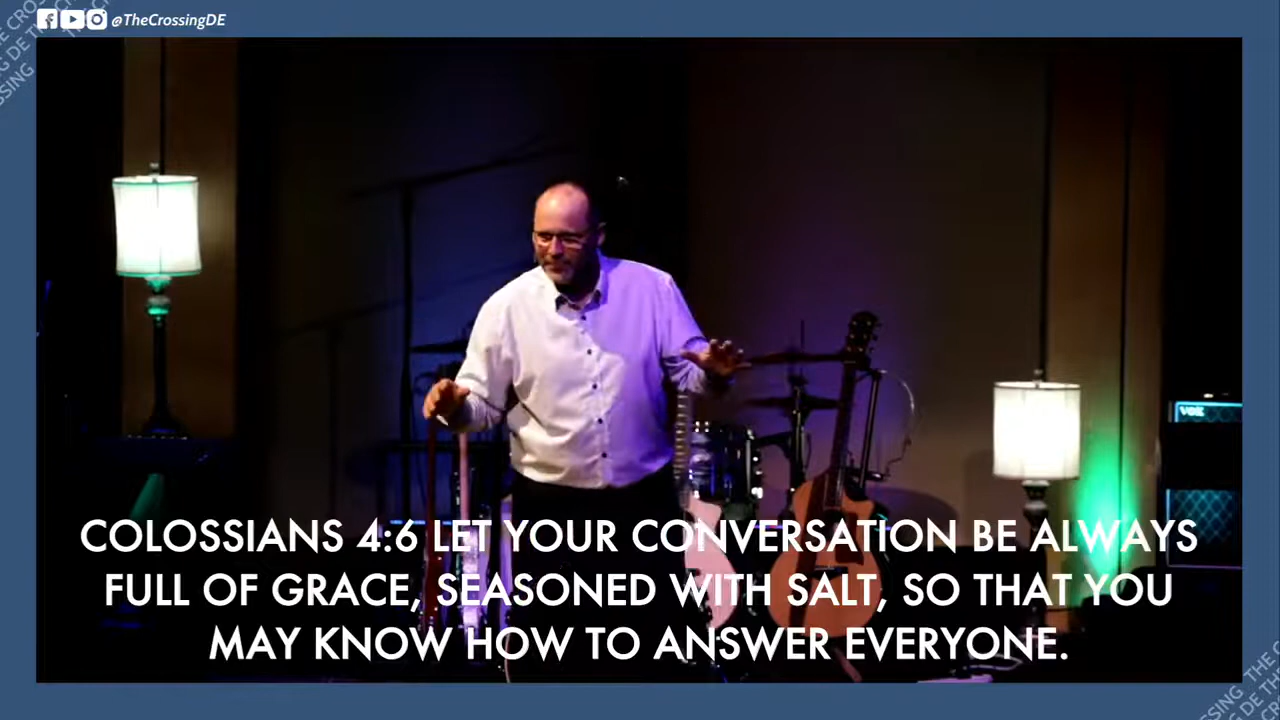 @TheCrossingDE
VOX
COLOSSIANS 4:6 LET YOUR CONVERSATION BE ALWAYS
FULL OF GRACE, SEASONED WITH SALT, SO THAT YOU
MAY KNOW HOW TO ANSWER EVERYONE.